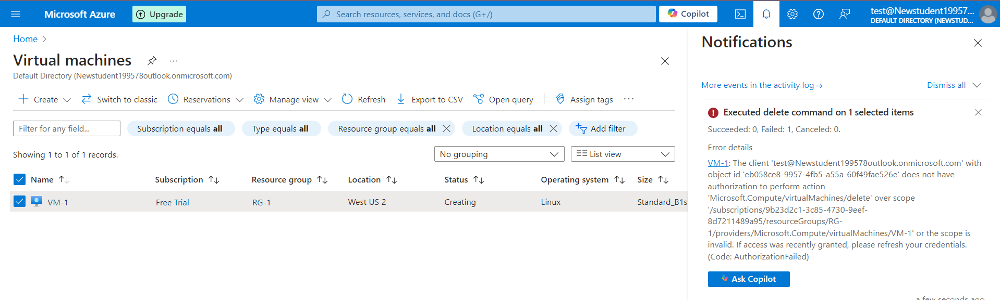 Microsoft Azure
Upgrade
Search resources, services, and docs (G+/)
Copilot
test@Newstudent19957...
DEFAULT DIRECTORY (NEWSTUD...
Home
Virtual machines
...
Default Directory (Newstudent199578outlook.onmicrosoft.com)
Create
Switch to classic
Reservations
Manage view
Refresh
Export to CSV
Open query
Assign tags
...
Filter for any field...
Subscription equals all
Type equals all
Resource group equals all
Location equals all
Add filter
Showing 1 to 1 of 1 records.
No grouping
List view
Name
Subscription
Resource group
Location
Status
Operating system
Size
VM-1
Free Trial
RG-1
West US 2
Creating
Linux
Standard_B1s
Notifications
More events in the activity log→
Dismiss all
Executed delete command on 1 selected items
Succeeded: 0, Failed: 1, Canceled: 0.
Error details
VM-1: The client 'test@Newstudent199578outlook.onmicrosoft.com' with
object id 'eb058ce8-9957-4fb5-a55a-60f49fae526e' does not have
authorization to perform action
'Microsoft.Compute/virtualMachines/delete' over scope
'/subscriptions/9b23d2c1-3c85-4730-9eef-
8d7211489a95/resourceGroups/RG-
1/providers/Microsoft.Compute/virtualMachines/VM-1' or the scope is
invalid. If access was recently granted, please refresh your credentials.
(Code: AuthorizationFailed)
Ask Copilot
a few seconds ago